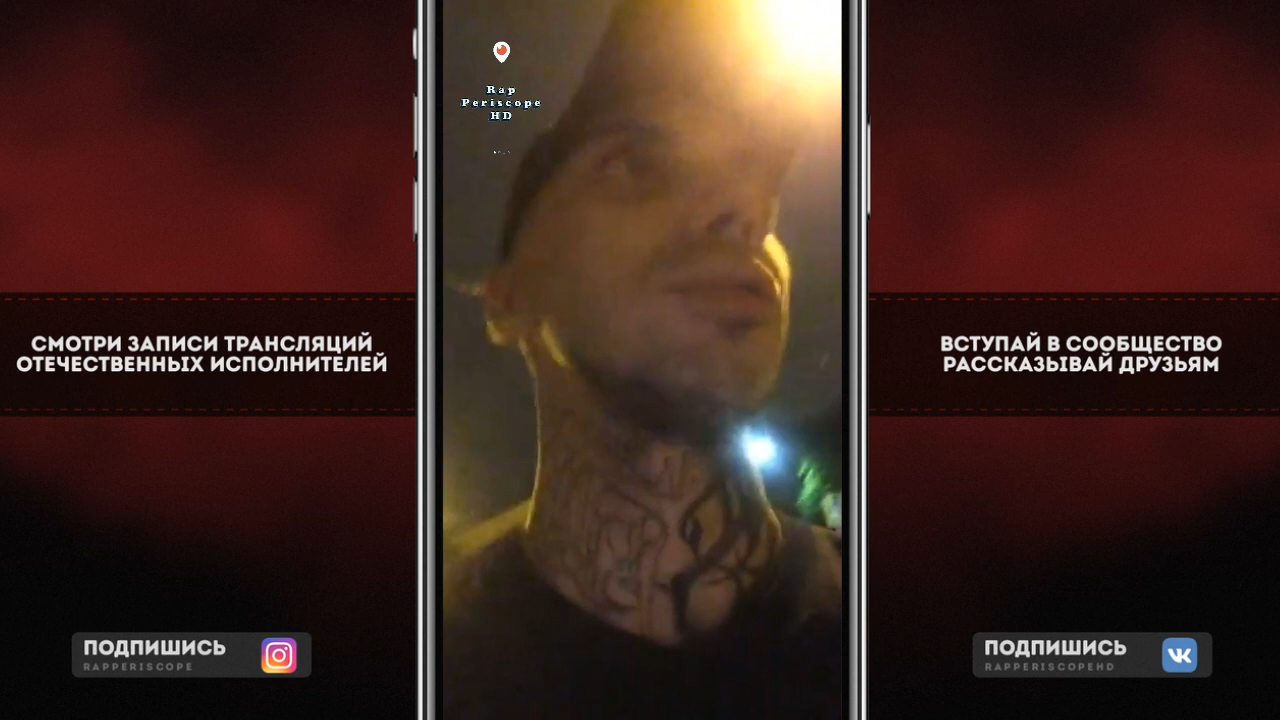 Rap
Periscope
HD
СМОТРИ ЗАПИСИ ТРАНСЛЯЦИЙ
ОТЕЧЕСТВЕННЫХ ИСПОЛНИТЕЛЕЙ
ВСТУПАЙ В СООБЩЕСТВО
РАССКАЗЫВАЙ ДРУЗЬЯМ
ПОДПИШИСЬ
RAPPERISCOPE
ПОДПИШИСЬ
RAPPERISCOPEHD